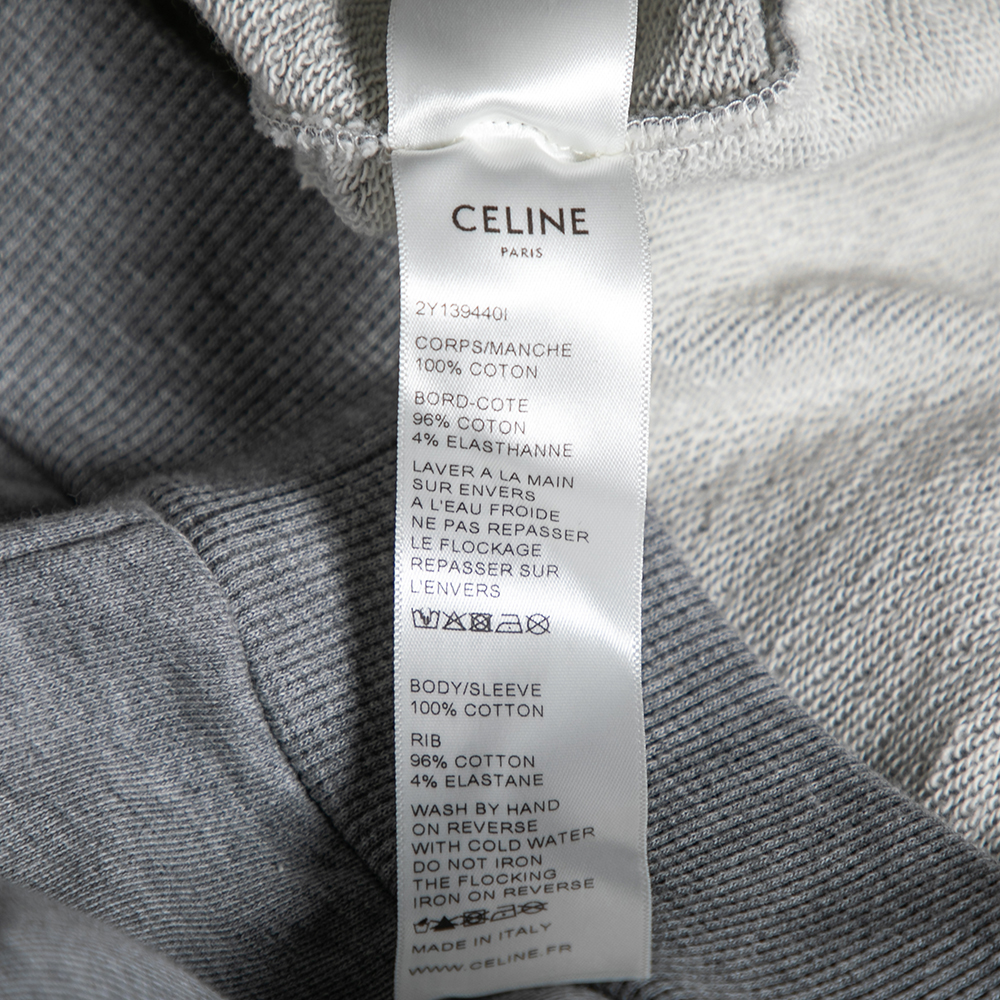 CELINE
PARIS
2Y139440I
CORPS/MANCHE
100% COTON
BORD-COTE
96% COTON
4% ELASTHANNE
LAVER A LA MAIN
SUR ENVERS
A L'EAU FROIDE
NE PAS REPASSER
LE FLOCKAGE
REPASSER SUR
L'ENVERS
BODY/SLEEVE
100% COTTON
RIB
96% COTTON
4% ELASTANE
WASH BY HAND
ON REVERSE
WITH COLD WATER
DO NOT IRON
THE FLOCKING
IRON ON REVERSE
MADE IN ITALY
WWW.CELINE.FR